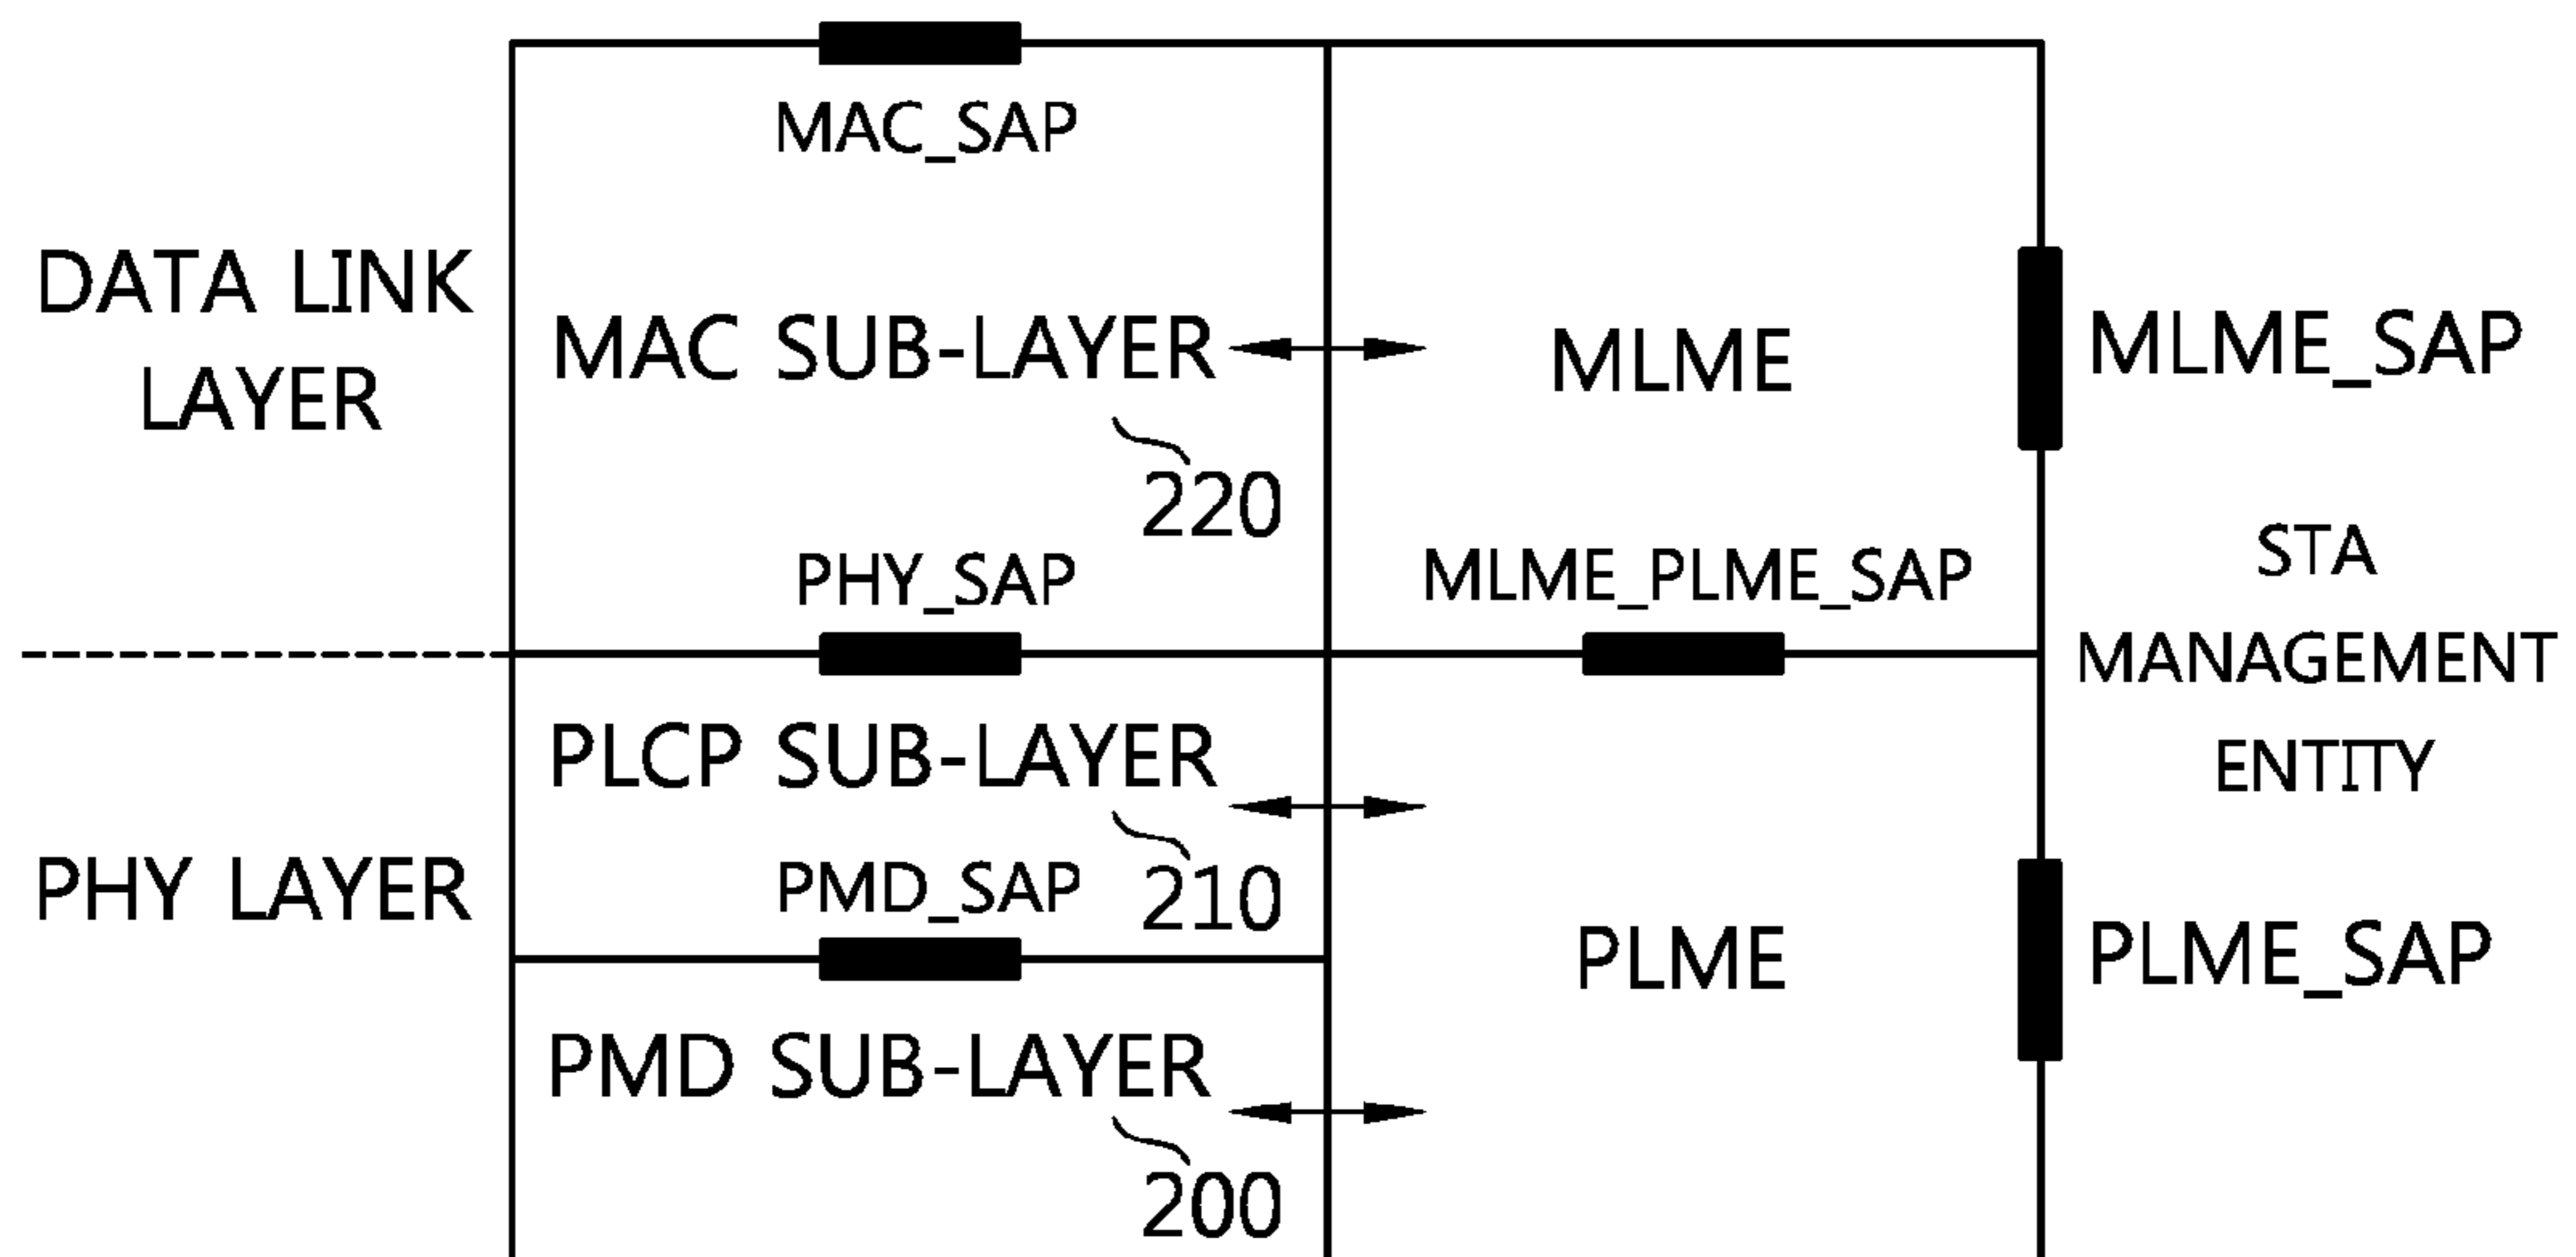 MAC_SAP
DATA LINK
LAYER
MAC SUB-LAYER
MLME
MLME_SAP
220
PHY_SAP
MLME_PLME_SAP
STA
MANAGEMENT
ENTITY
PLCP SUB-LAYER
210
PHY LAYER
PMD_SAP
PLME
PLME_SAP
PMD SUB-LAYER
200